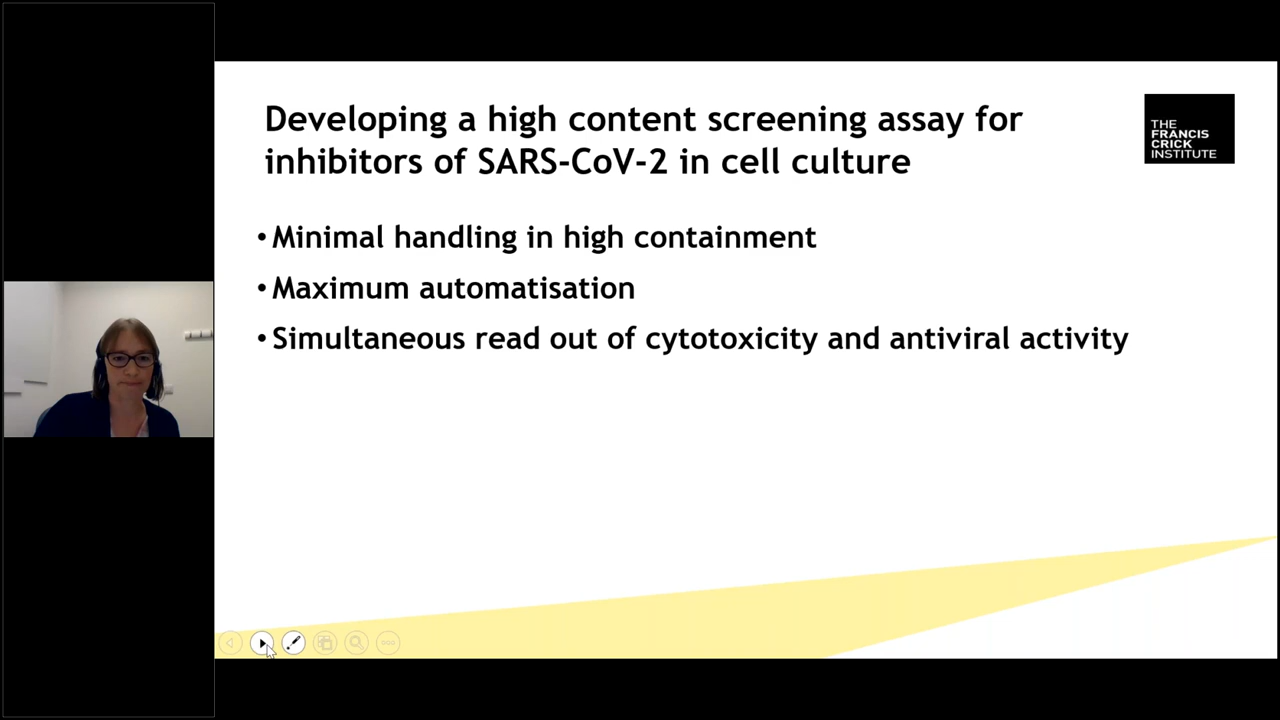 Developing a high content screening assay for
inhibitors of SARS-CoV-2 in cell culture
THE
FRANCIS
CRICK
INSTITUTE
• Minimal handling in high containment
• Maximum automatisation
• Simultaneous read out of cytotoxicity and antiviral activity